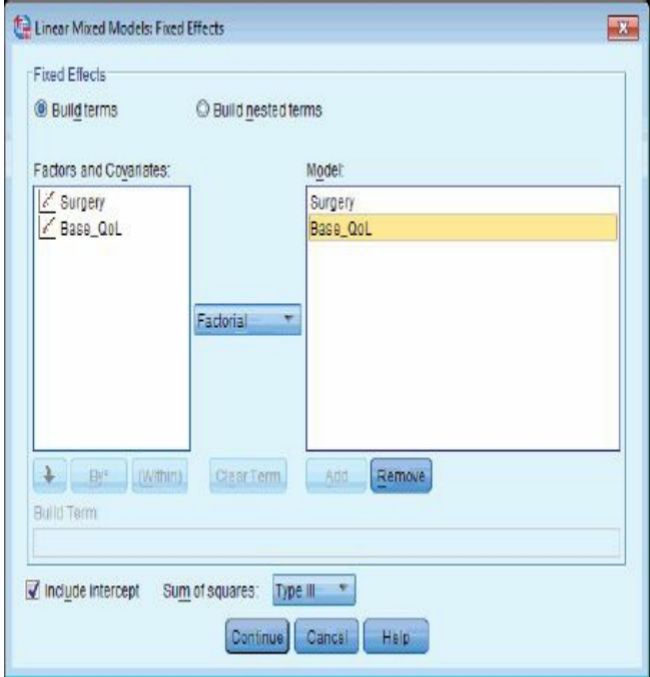 Linear Mixed Models: Fixed Effects
Fixed Effects
Build terms
Build nested terms
Factors and Covariates:
Model:
Surgery
Base_QoL
Surgery
Base_QoL
Factorial
By*
(Within)
Clear Term
Add
Remove
Build Term
Include Intercept
Sum of squares:
Type III
Continue
Cancel
Help